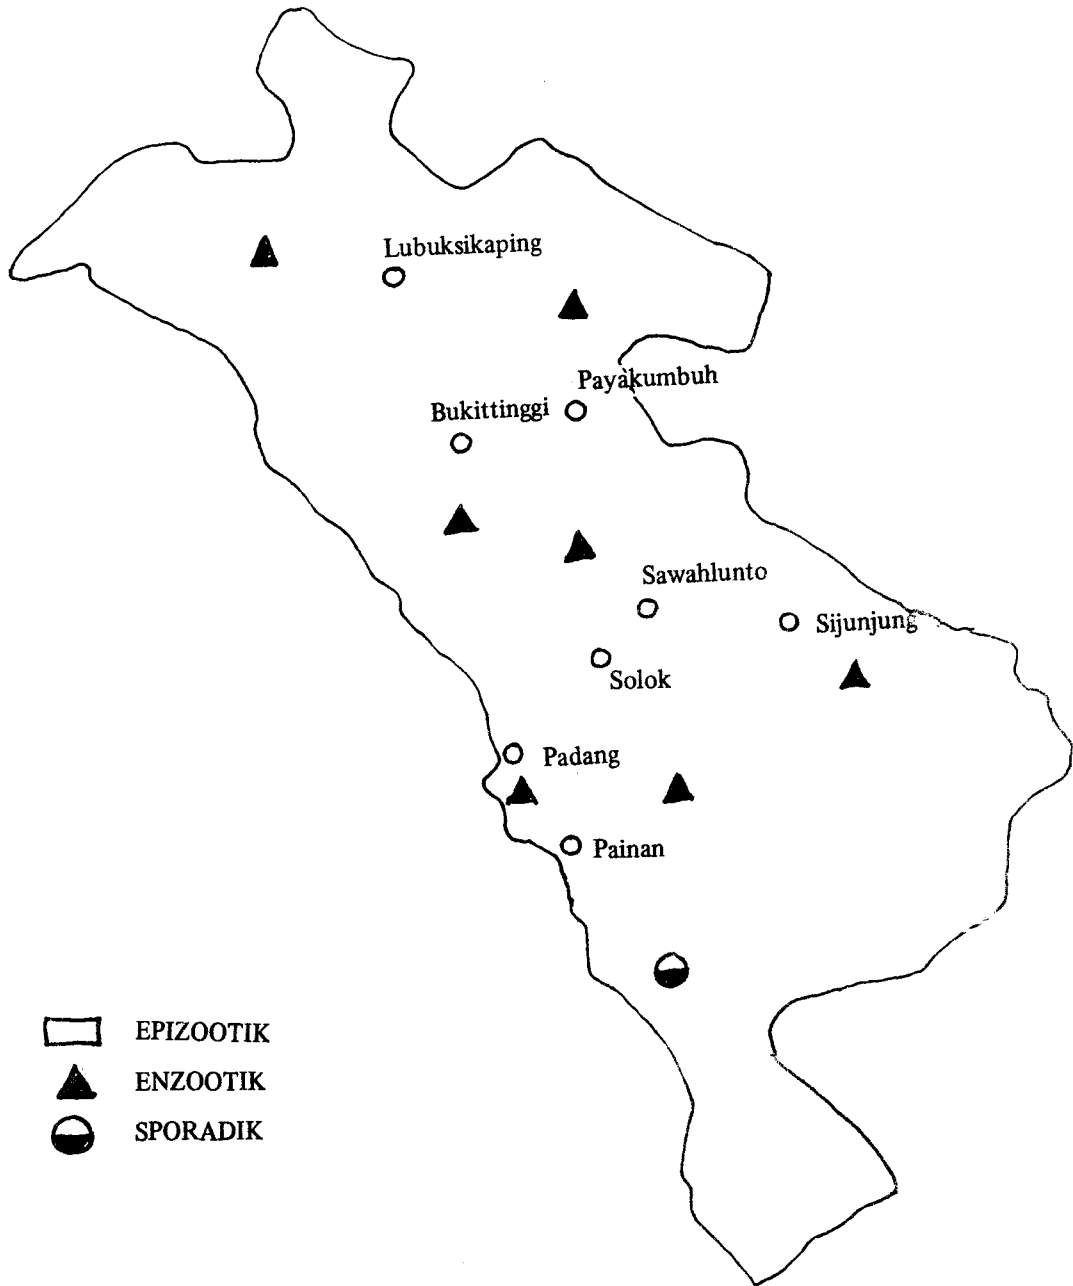 Lubuksikaping
Payakumbuh
Bukittinggi
Sawahlunto
Sijunjung
Solok
Padang
Painan
EPIZOOTIK
ENZOOTIK
SPORADIK